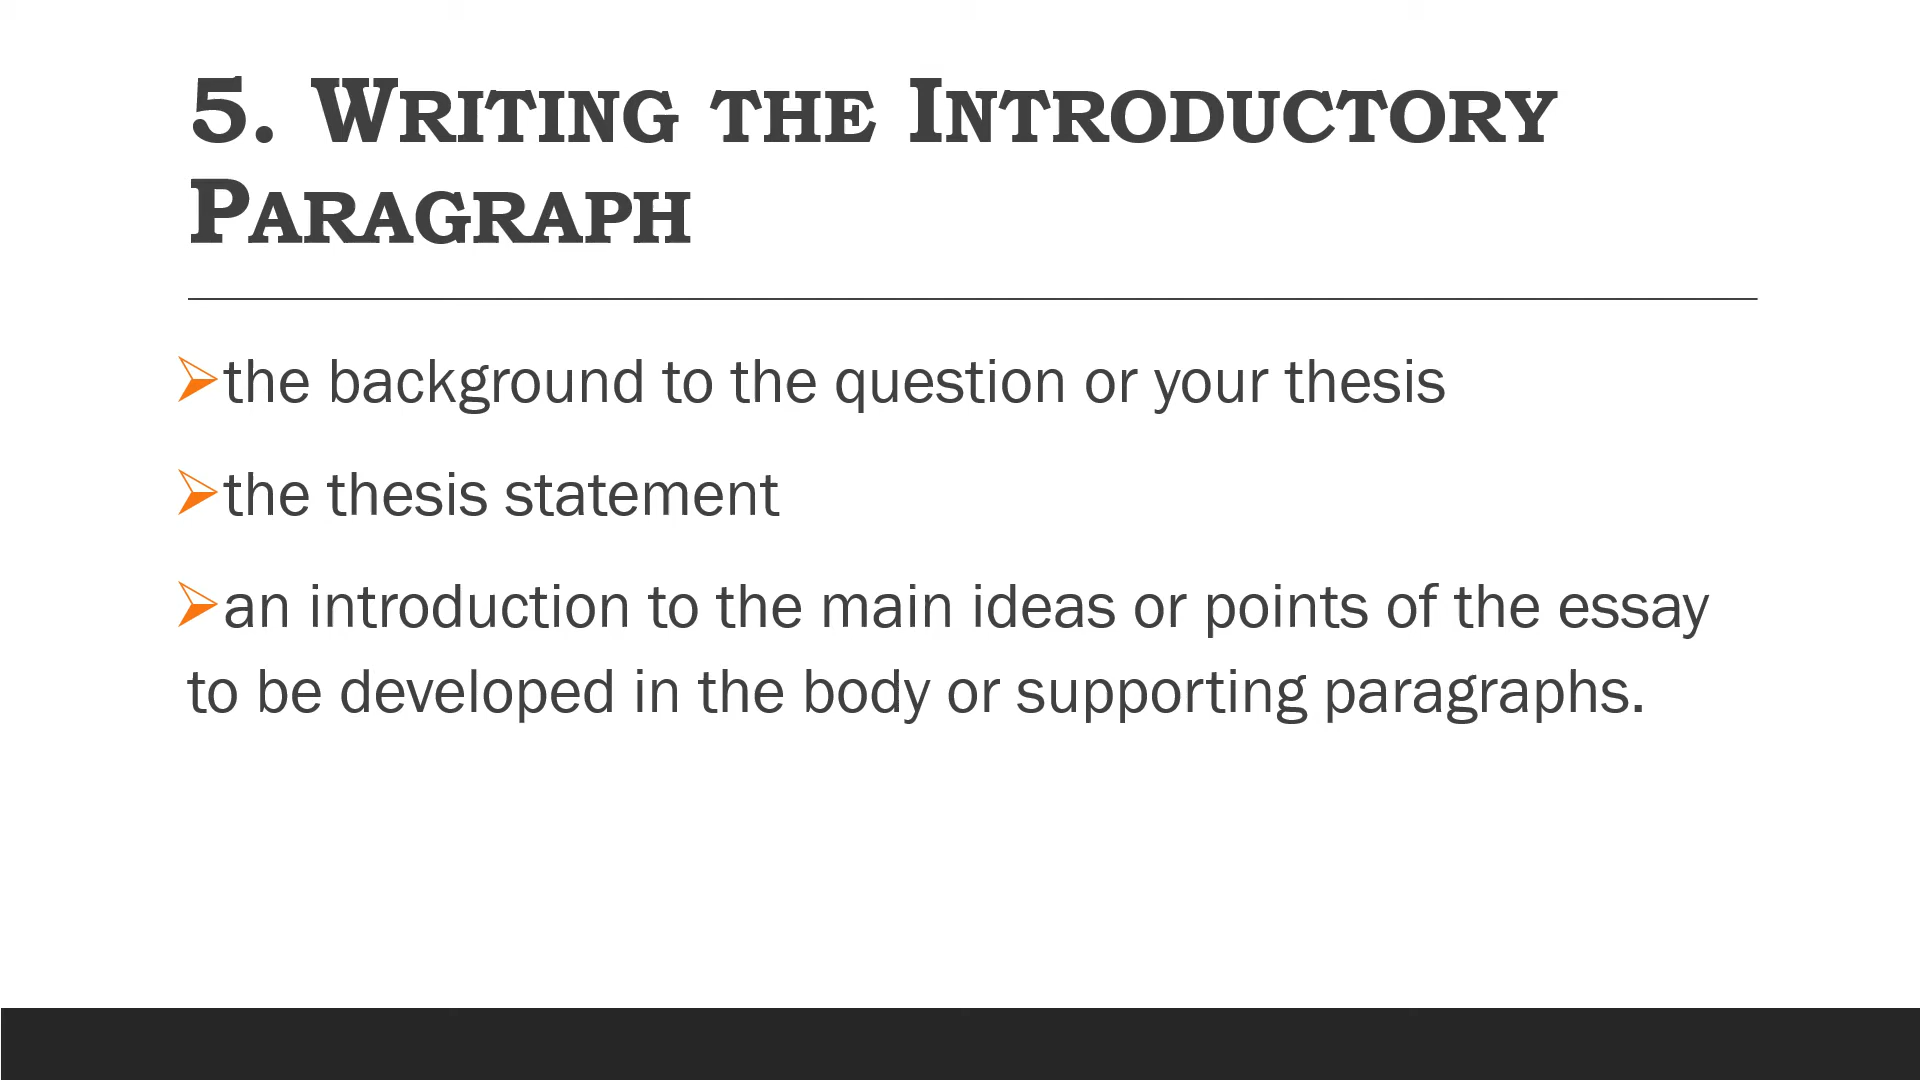 5. Writing the Introductory
Paragraph
the background to the question or your thesis
the thesis statement
an introduction to the main ideas or points of the essay
to be developed in the body or supporting paragraphs.